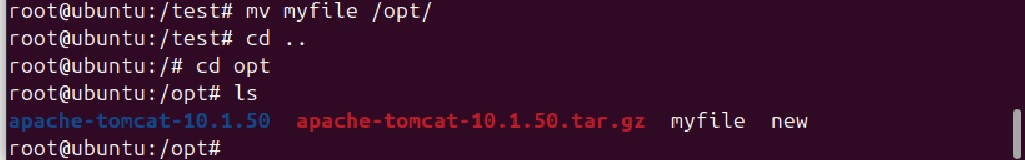 root@ubuntu:/test# mv myfile /opt/
root@ubuntu:/test# cd ..
root@ubuntu:/# cd opt
root@ubuntu:/opt# ls
apache-tomcat-10.1.50  apache-tomcat-10.1.50.tar.gz  myfile  new
root@ubuntu:/opt#